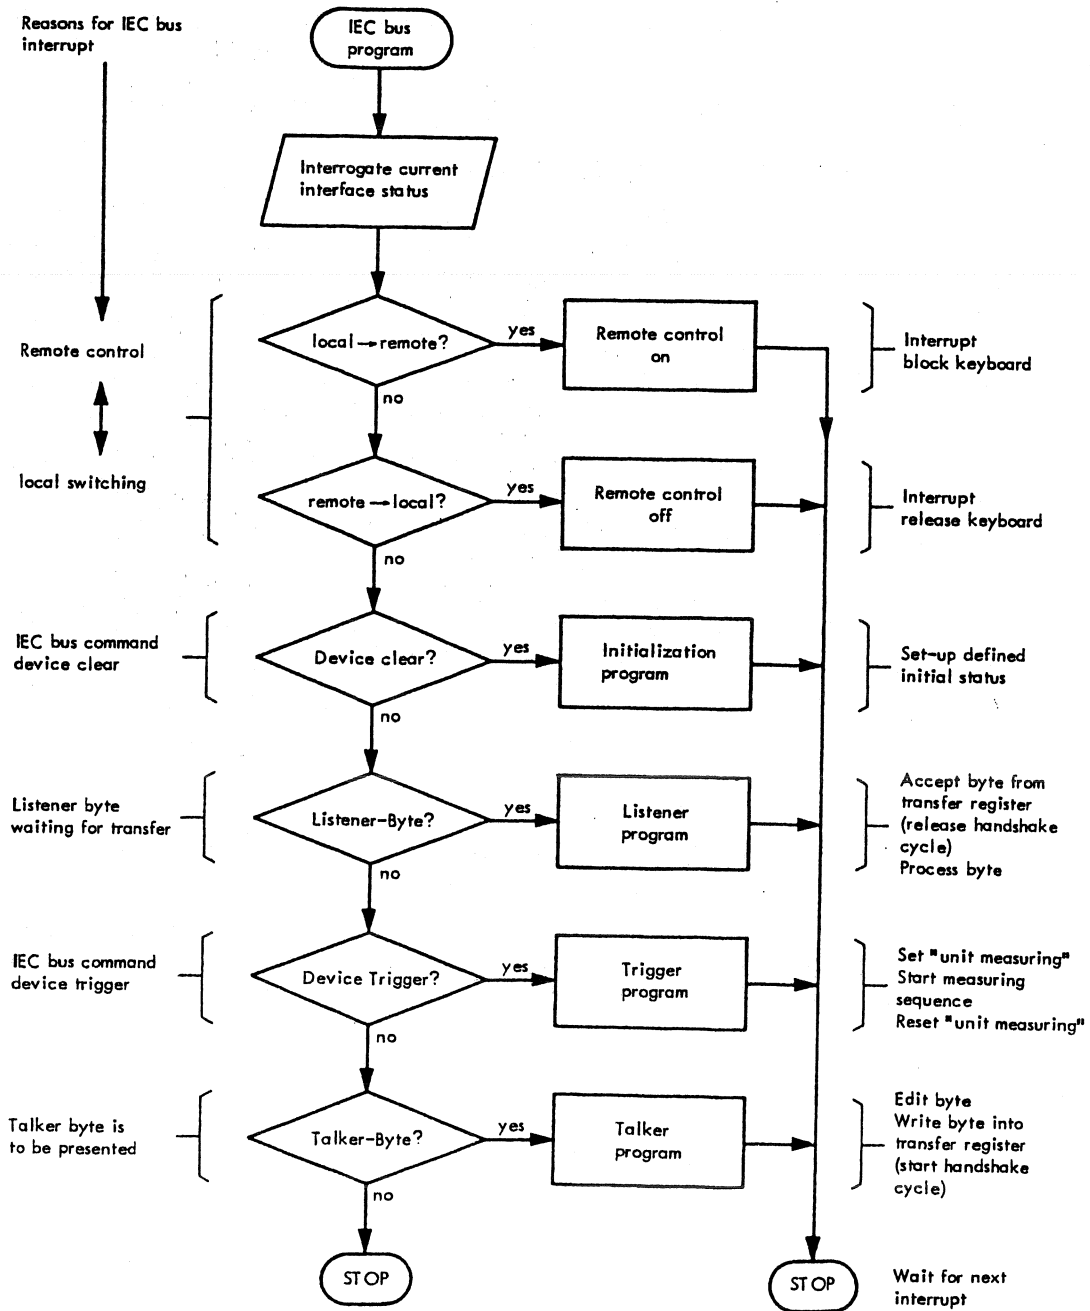 Reasons for IEC bus
interrupt
IEC bus
program
Interrogate current
interface status
Remote control
local switching
local → remote?
yes
Remote control
on
Interrupt
block keyboard
no
remote → local?
yes
Remote control
off
Interrupt
release keyboard
no
IEC bus command
device clear
Device clear?
yes
Initialization
program
Set-up defined
initial status
no
Listener byte
waiting for transfer
Listener-Byte?
yes
Listener
program
Accept byte from
transfer register
(release handshake
cycle)
Process byte
no
IEC bus command
device trigger
Device Trigger?
yes
Trigger
program
Set "unit measuring"
Start measuring
sequence
Reset "unit measuring"
no
Talker byte is
to be presented
Talker-Byte?
yes
Talker
program
Edit byte
Write byte into
transfer register
(start handshake
cycle)
no
STOP
STOP
Wait for next
interrupt